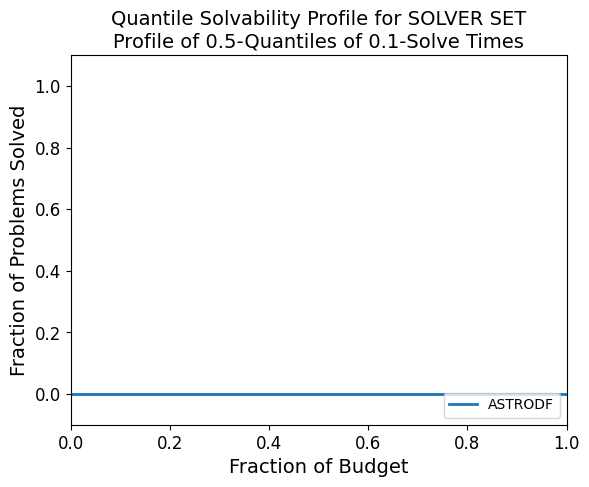 Quantile Solvability Profile for SOLVER SET
Profile of 0.5-Quantiles of 0.1-Solve Times
Fraction of Problems Solved
1.0
0.8
0.6
0.4
0.2
0.0
ASTRODF
0.0 0.2 0.4 0.6 0.8 1.0
Fraction of Budget